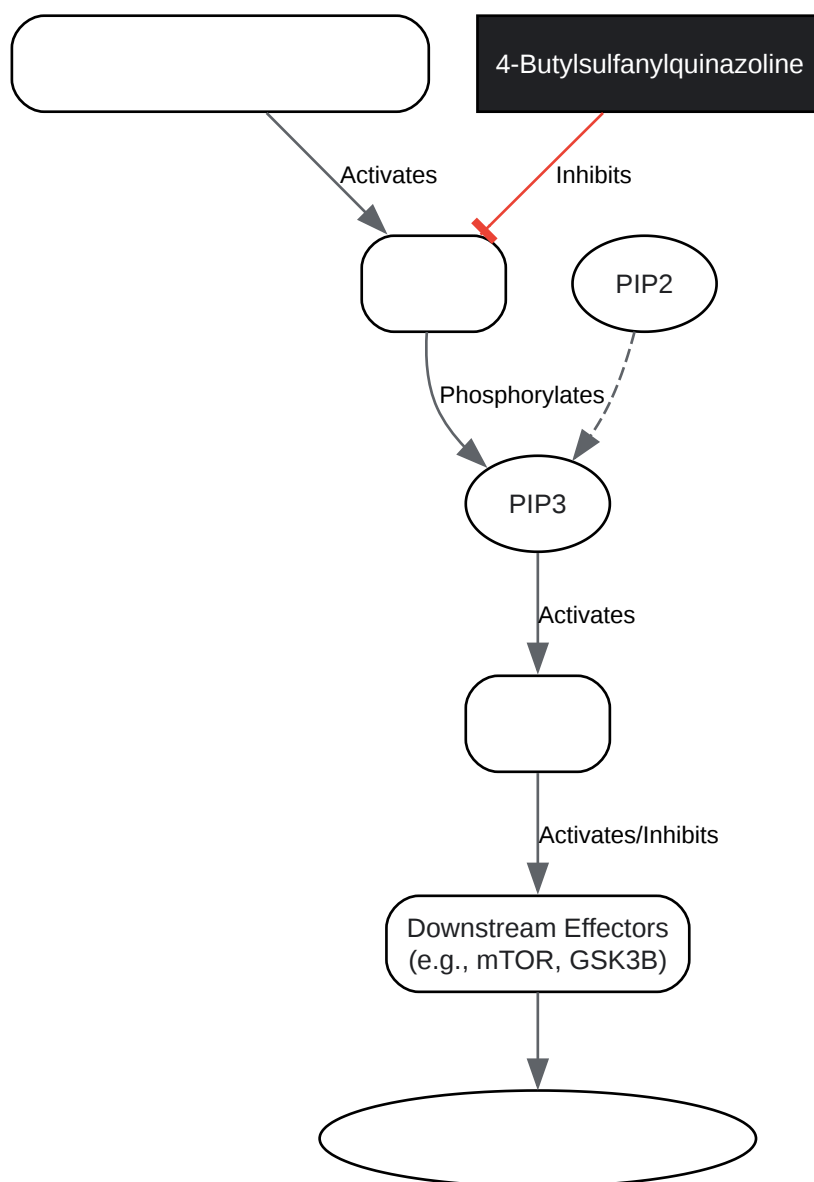 4-Butylsulfanylquinazoline
Activates
Inhibits
PIP2
Phosphorylates
PIP3
Activates
Activates/Inhibits
Downstream Effectors
(e.g., mTOR, GSK3B)